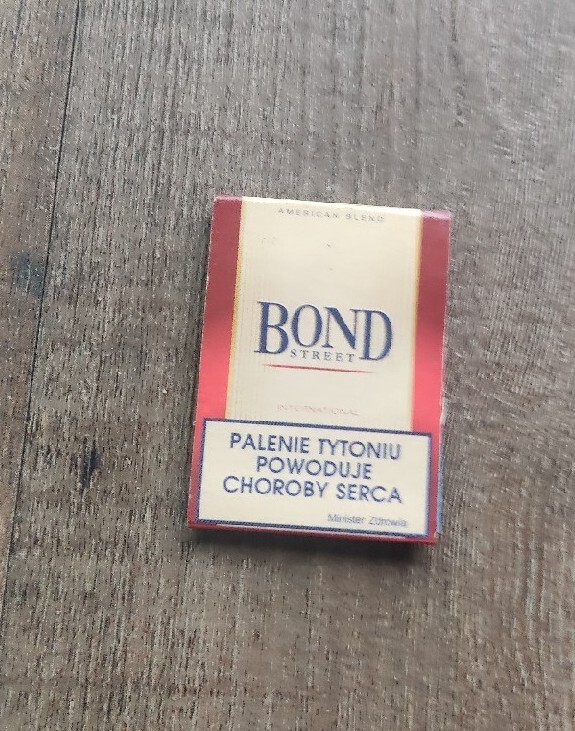 AMERICAN BLEND
BOND
STREET
INTERNATIONAL
PALENIE TYTONIU
POWODUJE
CHOROBY SERCA
Minister Zdrowia